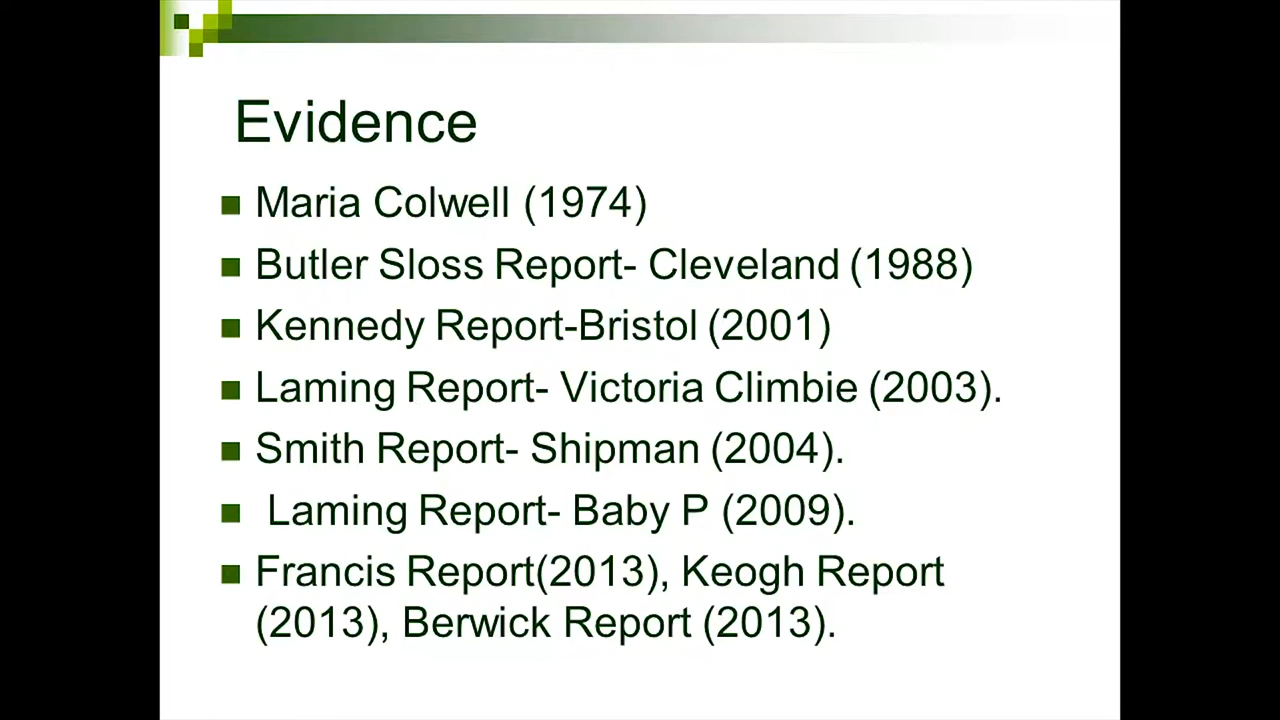 Evidence
Maria Colwell (1974)
Butler Sloss Report- Cleveland (1988)
Kennedy Report-Bristol (2001)
Laming Report- Victoria Climbie (2003).
Smith Report- Shipman (2004).
Laming Report- Baby P (2009).
Francis Report(2013), Keogh Report
(2013), Berwick Report (2013).